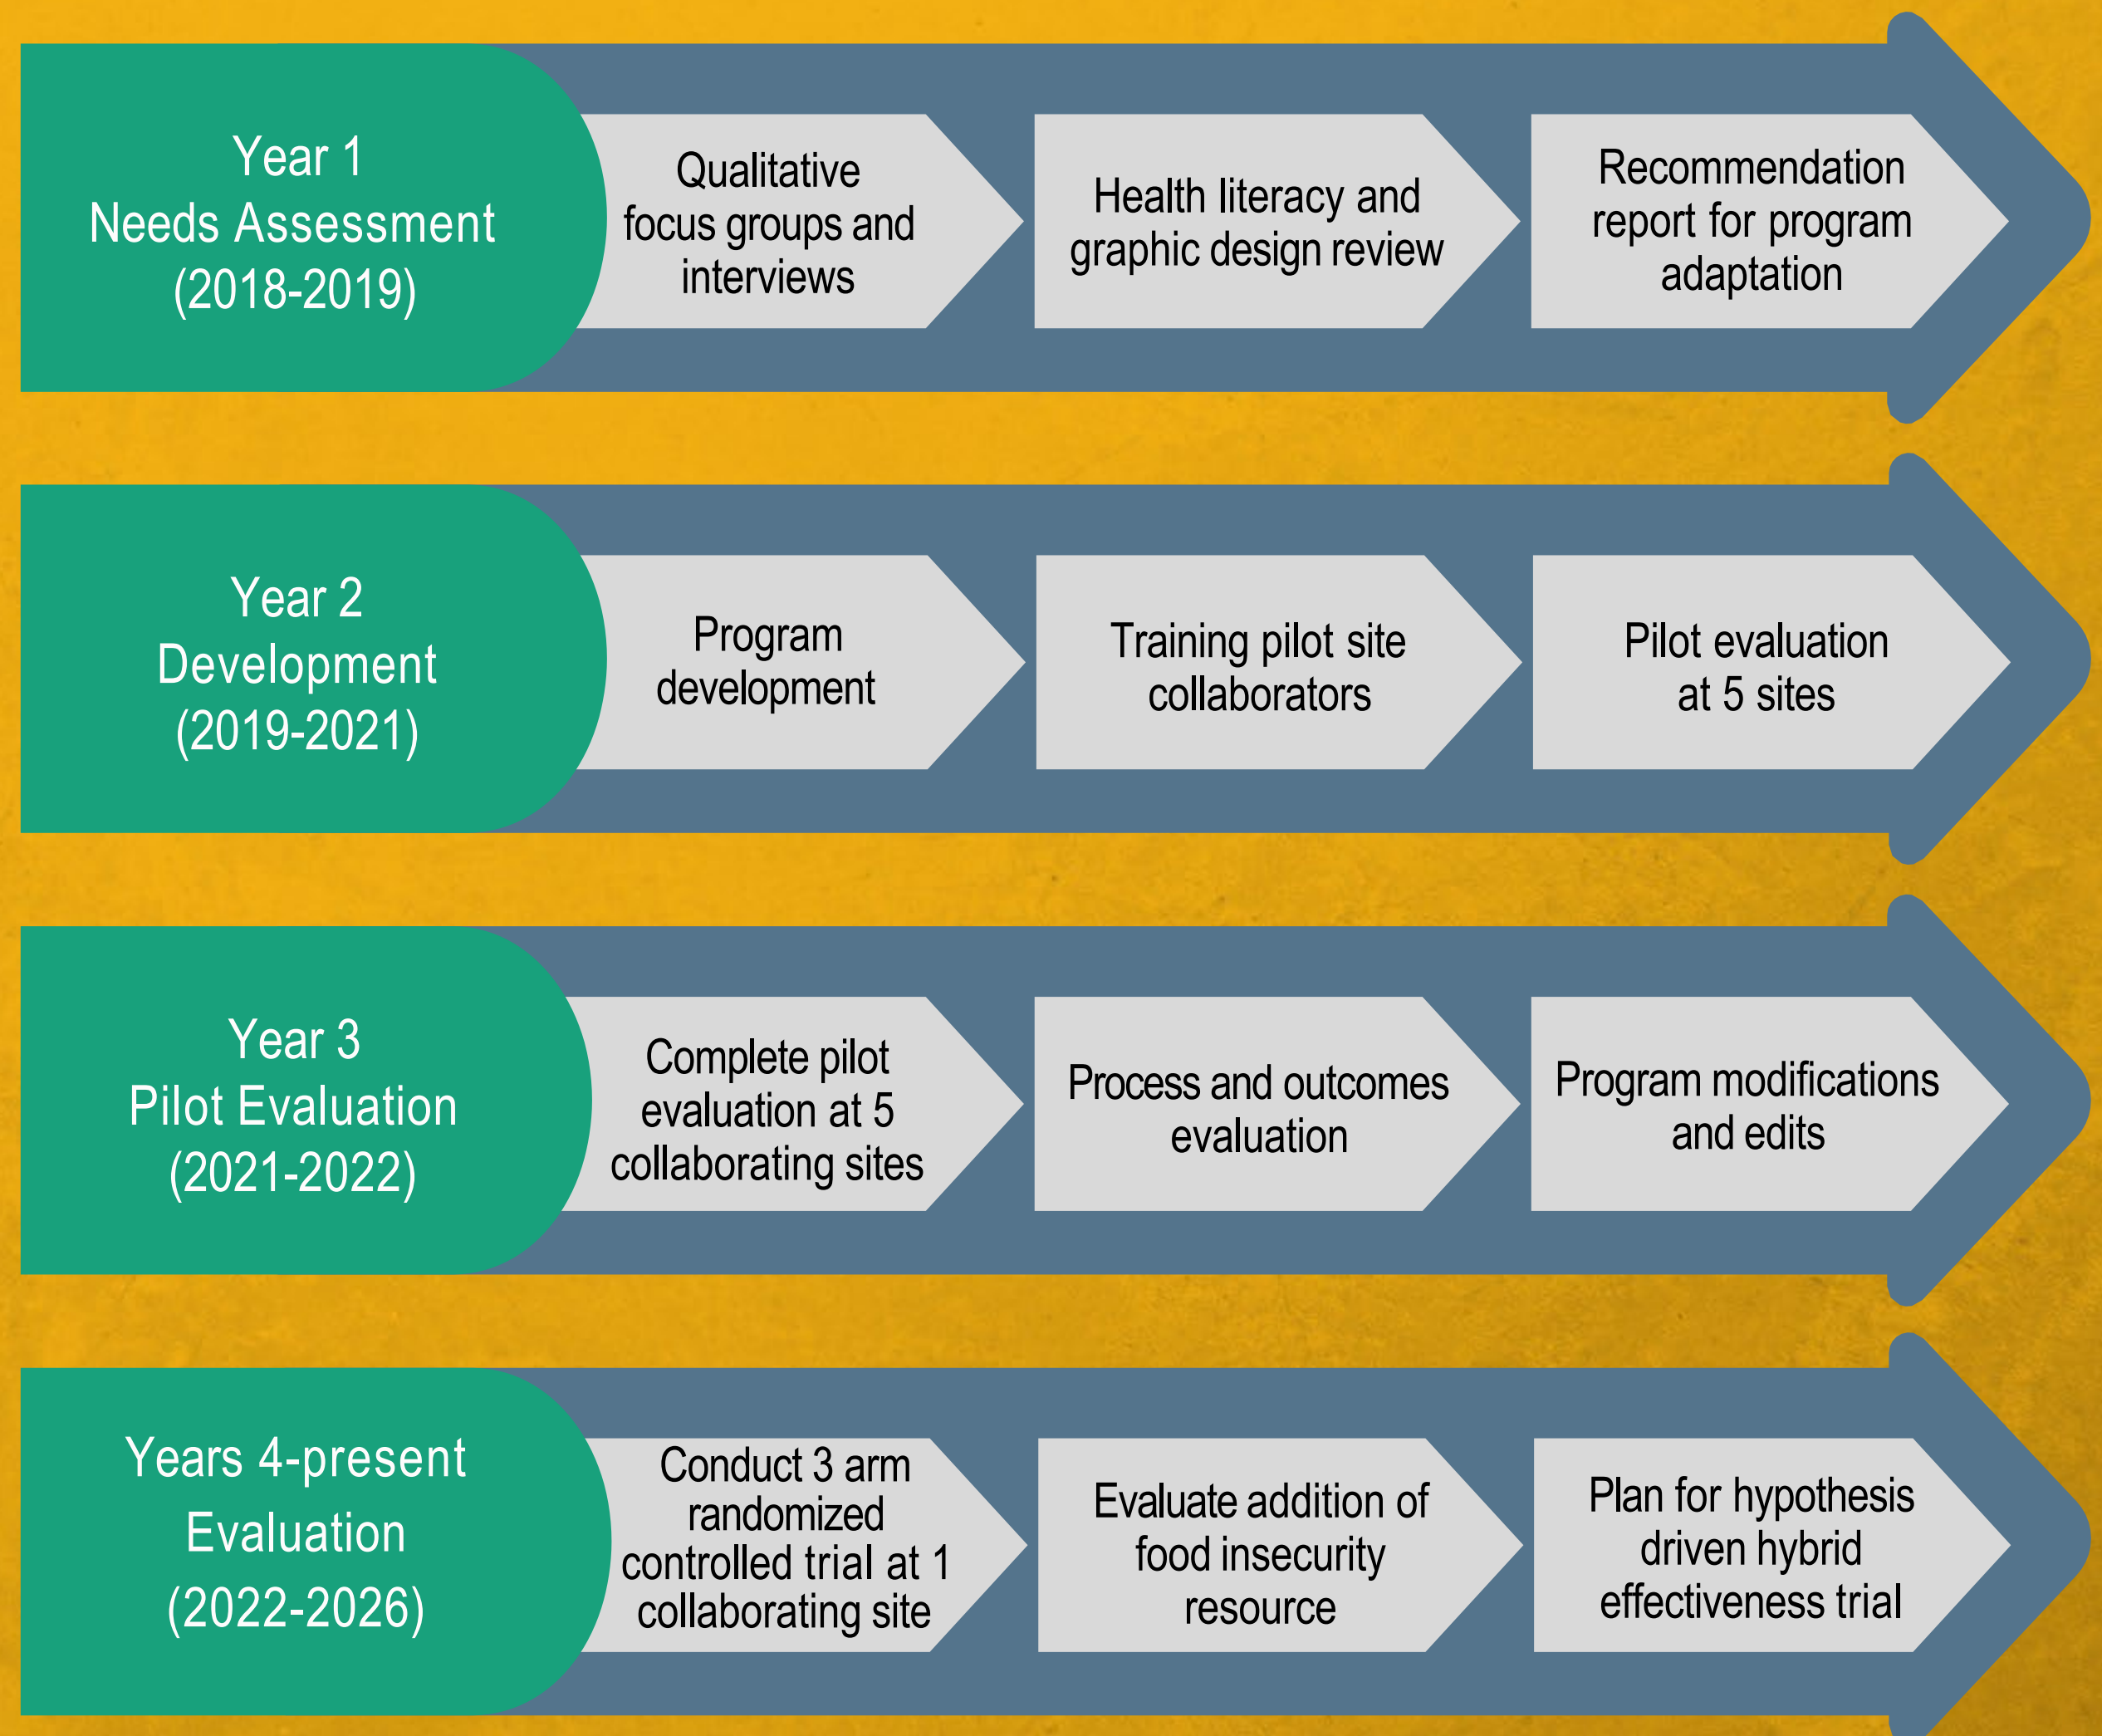 Year 1
Needs Assessment
(2018-2019)
Qualitative
focus groups and
interviews
Health literacy and
graphic design review
Recommendation
report for program
adaptation
Year 2
Development
(2019-2021)
Program
development
Training pilot site
collaborators
Pilot evaluation
at 5 sites
Year 3
Pilot Evaluation
(2021-2022)
Complete pilot
evaluation at 5
collaborating sites
Process and outcomes
evaluation
Program modifications
and edits
Years 4-present
Evaluation
(2022-2026)
Conduct 3 arm
randomized
controlled trial at 1
collaborating site
Evaluate addition of
food insecurity
resource
Plan for hypothesis
driven hybrid
effectiveness trial